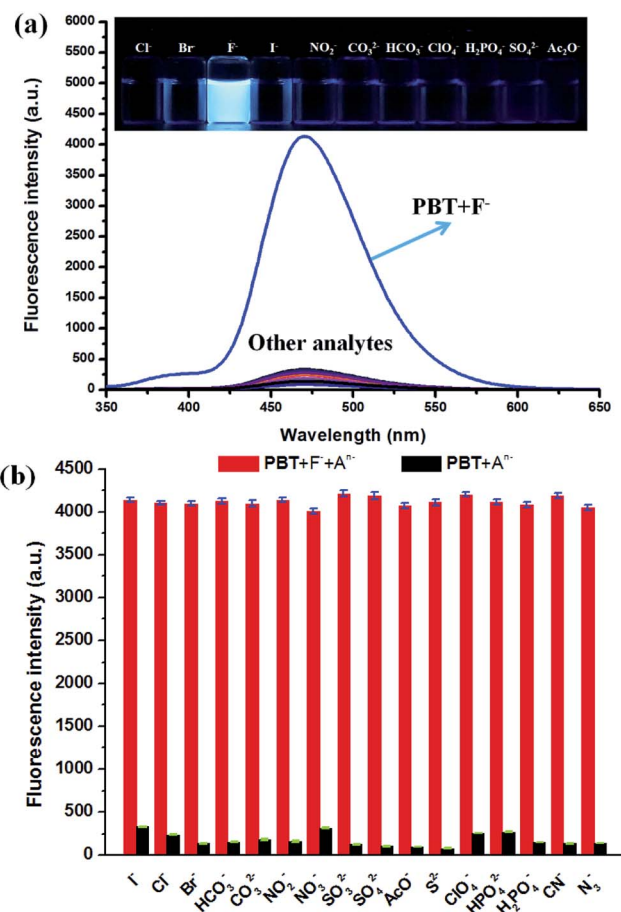 (a)
6000
5500
5000
4500
4000
3500
3000
2500
2000
1500
1000
500
0
Fluorescence intensity (a.u.)
Cl⁻ Br⁻ F⁻ I⁻ NO₂⁻ CO₃²⁻ HCO₃⁻ ClO₄⁻ H₂PO₄⁻ SO₄²⁻ Ac₂O⁻
PBT+F⁻
Other analytes
350 400 450 500 550 600 650
Wavelength (nm)
(b)
PBT+F⁻+Aⁿ⁻ PBT+Aⁿ⁻
4500
4000
3500
3000
2500
2000
1500
1000
500
0
Fluorescence intensity (a.u.)
I⁻ Cl⁻ Br⁻ HCO₃⁻ CO₃²⁻ NO₂⁻ NO₃⁻ SO₃²⁻ SO₄²⁻ AcO⁻ S²⁻ ClO₄⁻ HPO₄²⁻ H₂PO₄⁻ CN⁻ N₃⁻